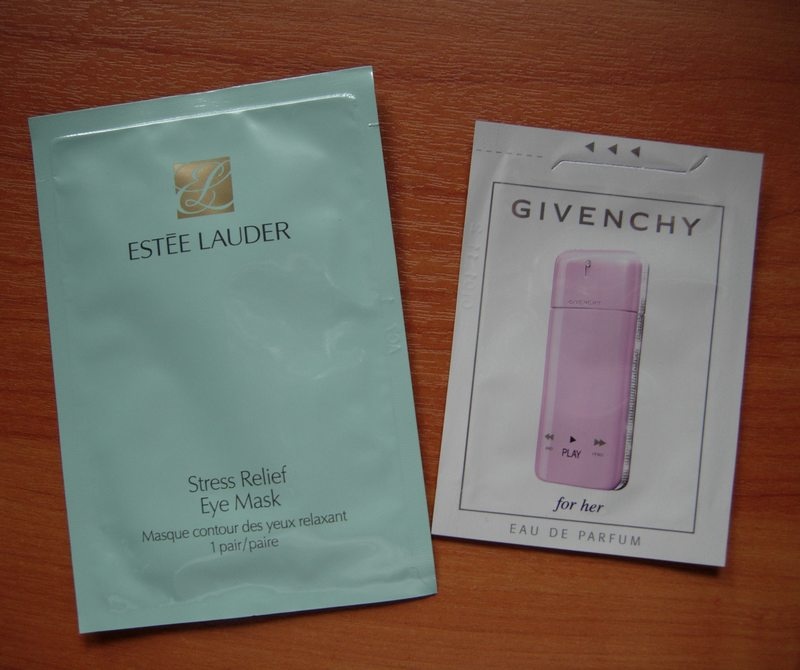 ESTĒE LAUDER
Stress Relief
Eye Mask
Masque contour des yeux relaxant
1 pair/paire
GIVENCHY
GIVENCHY
PLAY
for her
EAU DE PARFUM